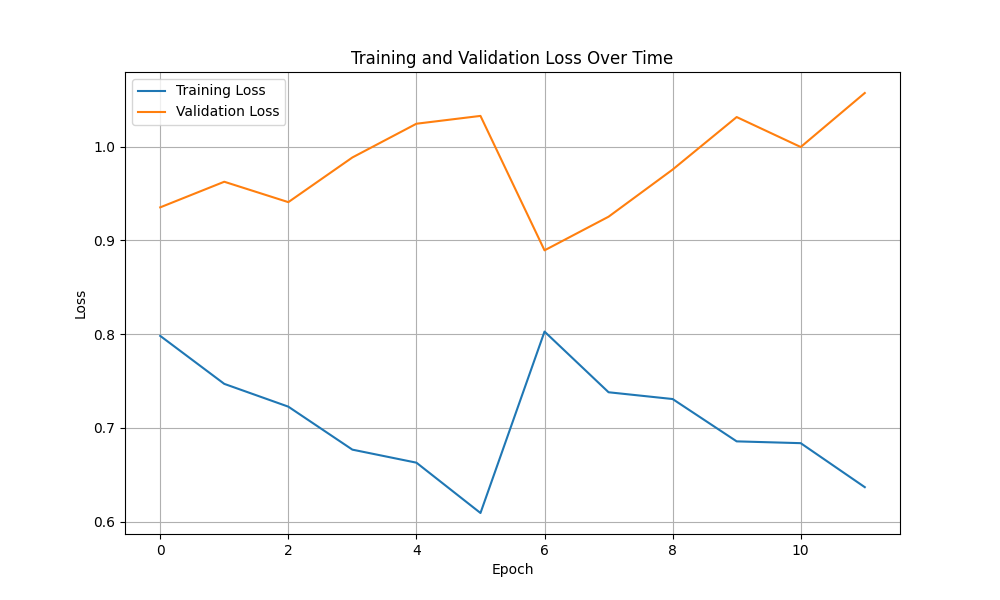 Training and Validation Loss Over Time
Training Loss
Validation Loss
1.0
0.9
0.8
0.7
0.6
Loss
0 2 4 6 8 10
Epoch